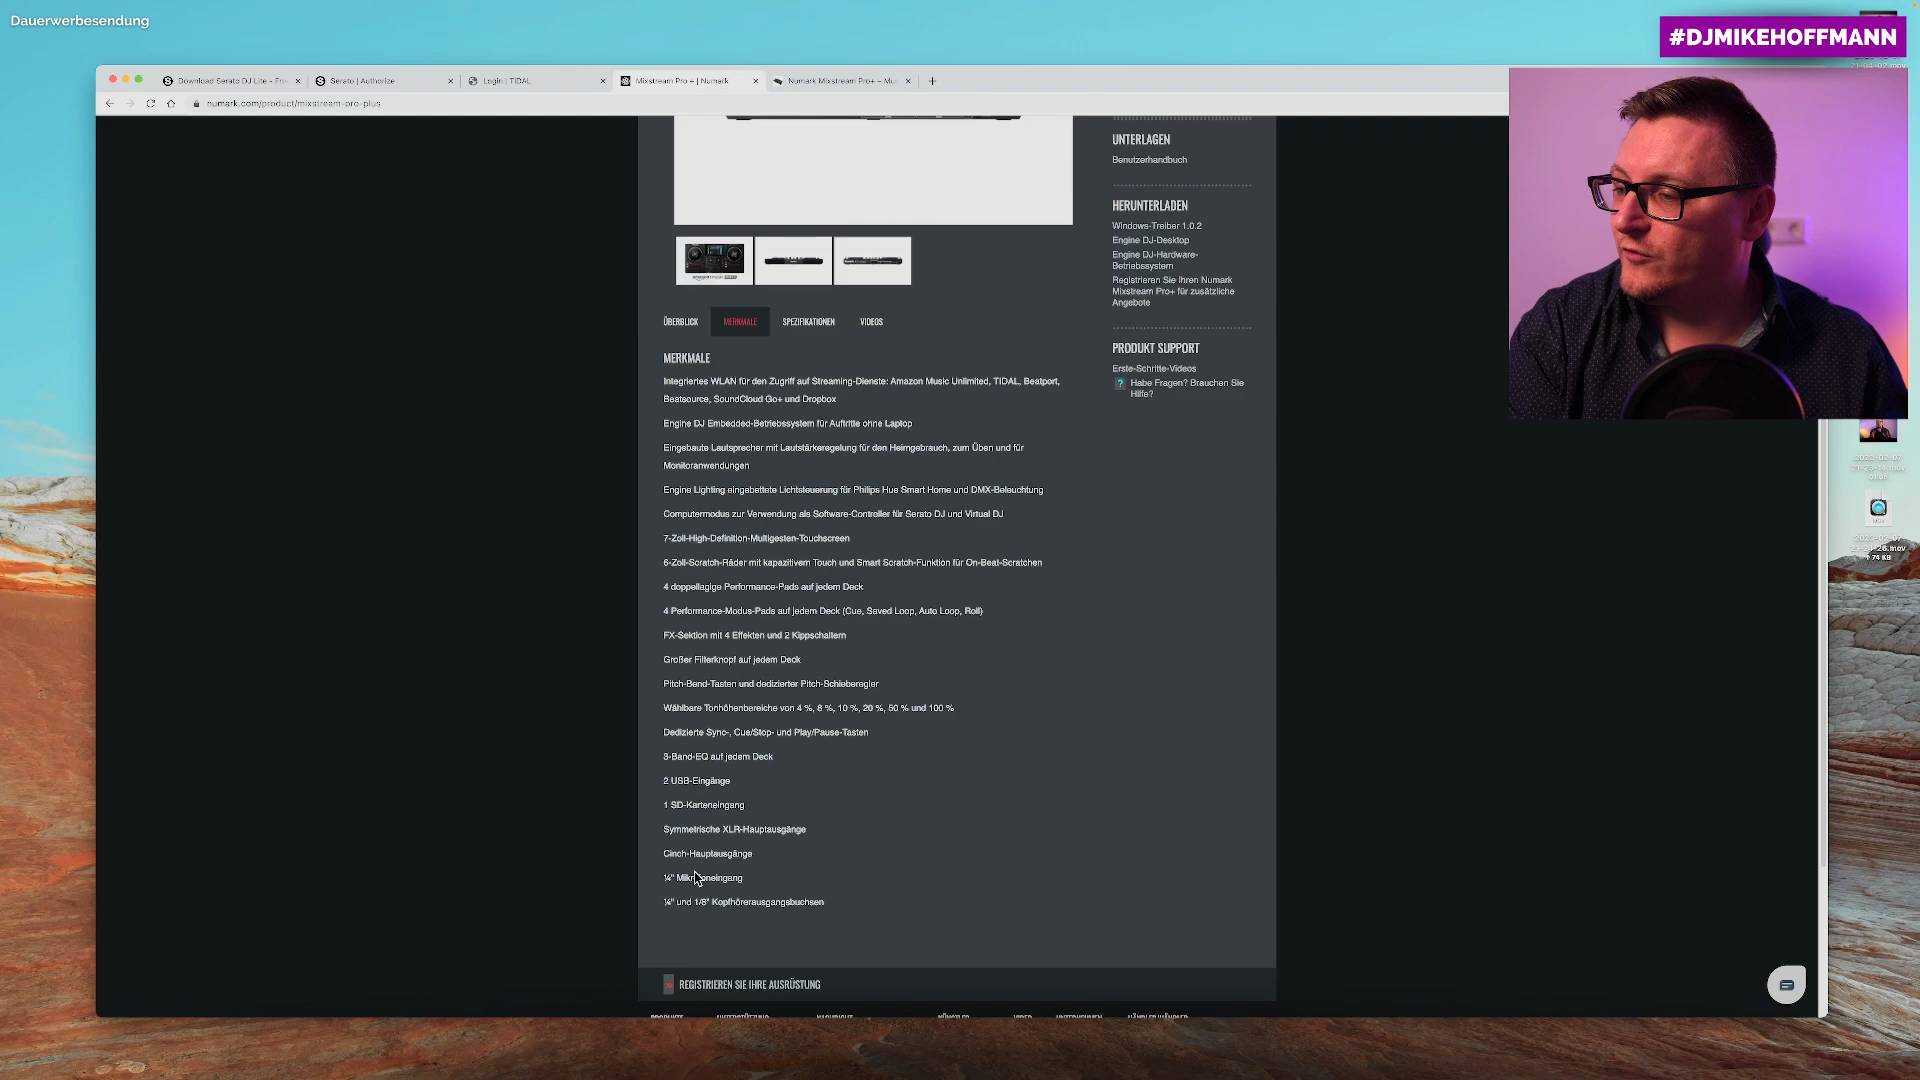 Dauerwerbesendung
#DJMIKEHOFFMANN
Download Serato DJ Lite - Fre
Serato | Authorize
Login | TIDAL
Mixstream Pro + | Numark
Numark Mixstream Pro+ – Mu
numark.com/product/mixstream-pro-plus
UNTERLAGEN
Benutzerhandbuch
HERUNTERLADEN
Windows-Treiber 1.0.2
Engine DJ-Desktop
Engine DJ-Hardware-
Betriebssystem
Registrieren Sie Ihren Numark
Mixstream Pro+ für zusätzliche
Angebote
PRODUKT SUPPORT
Erste-Schritte-Videos
? Habe Fragen? Brauchen Sie
Hilfe?
ÜBERBLICK
MERKMALE
SPEZIFIKATIONEN
VIDEOS
MERKMALE
Integriertes WLAN für den Zugriff auf Streaming-Dienste: Amazon Music Unlimited, TIDAL, Beatport,
Beatsource, SoundCloud Go+ und Dropbox
Engine DJ Embedded-Betriebssystem für Auftritte ohne Laptop
Eingebaute Lautsprecher mit Lautstärkeregelung für den Heimgebrauch, zum Üben und für
Monitoranwendungen
Engine Lighting eingebettete Lichtsteuerung für Philips Hue Smart Home und DMX-Beleuchtung
Computermodus zur Verwendung als Software-Controller für Serato DJ und Virtual DJ
7-Zoll-High-Definition-Multigesten-Touchscreen
6-Zoll-Scratch-Räder mit kapazitivem Touch und Smart Scratch-Funktion für On-Beat-Scratchen
4 doppellagige Performance-Pads auf jedem Deck
4 Performance-Modus-Pads auf jedem Deck (Cue, Saved Loop, Auto Loop, Roll)
FX-Sektion mit 4 Effekten und 2 Kippschaltern
Großer Filterknopf auf jedem Deck
Pitch-Bend-Tasten und dedizierter Pitch-Schieberegler
Wählbare Tonhöhenbereiche von 4 %, 8 %, 10 %, 20 %, 50 % und 100 %
Dedizierte Sync-, Cue/Stop- und Play/Pause-Tasten
3-Band-EQ auf jedem Deck
2 USB-Eingänge
1 SD-Karteneingang
Symmetrische XLR-Hauptausgänge
Cinch-Hauptausgänge
¼"
¼" und 1/8" Kopfhörerausgangsbuchsen
REGISTRIEREN SIE IHRE AUSRÜSTUNG